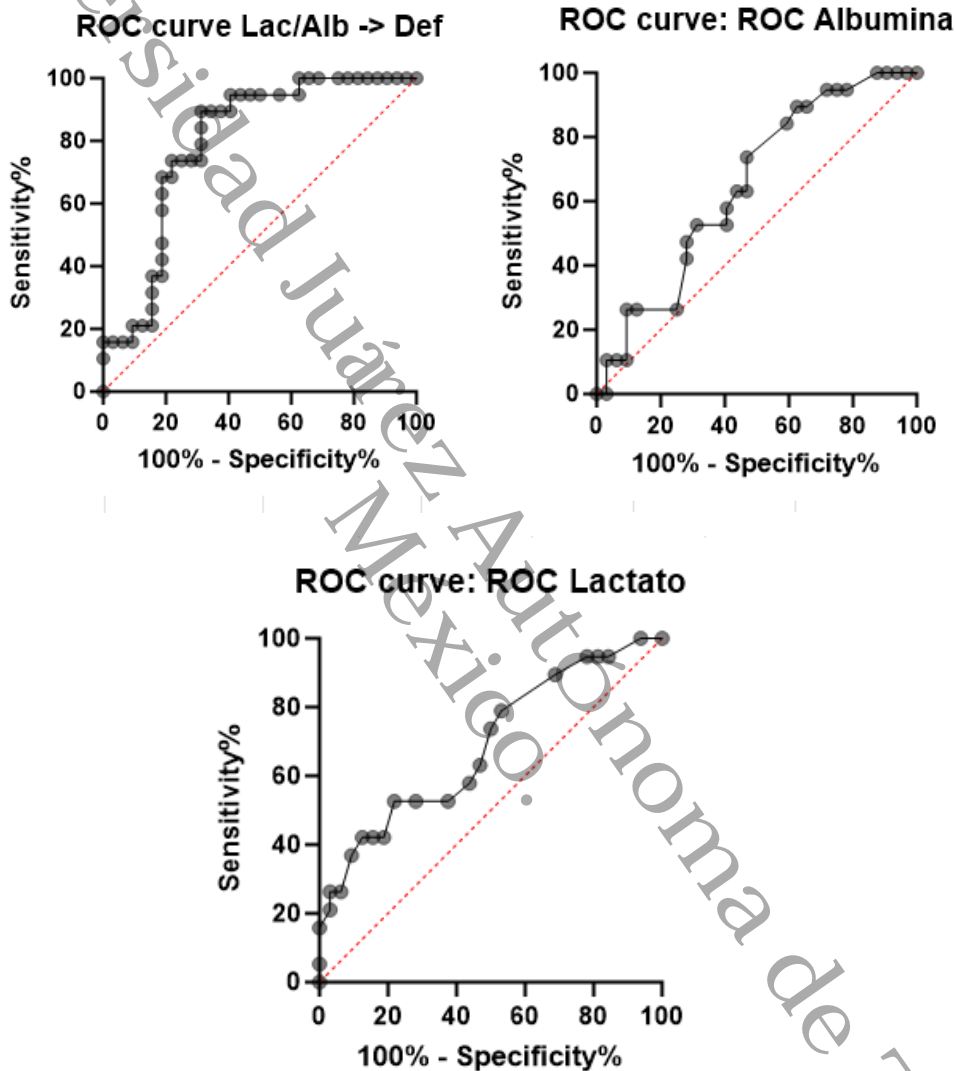 ROC curve Lac/Alb -> Def
100
80
60
40
20
0
Sensitivity%
0 20 40 60 80 100
100% - Specificity%
ROC curve: ROC Albumina
100
80
60
40
20
0
Sensitivity%
0 20 40 60 80 100
100% - Specificity%
ROC curve: ROC Lactato
100
80
60
40
20
0
Sensitivity%
0 20 40 60 80 100
100% - Specificity%
ersidad Juárez Autónoma de
México.